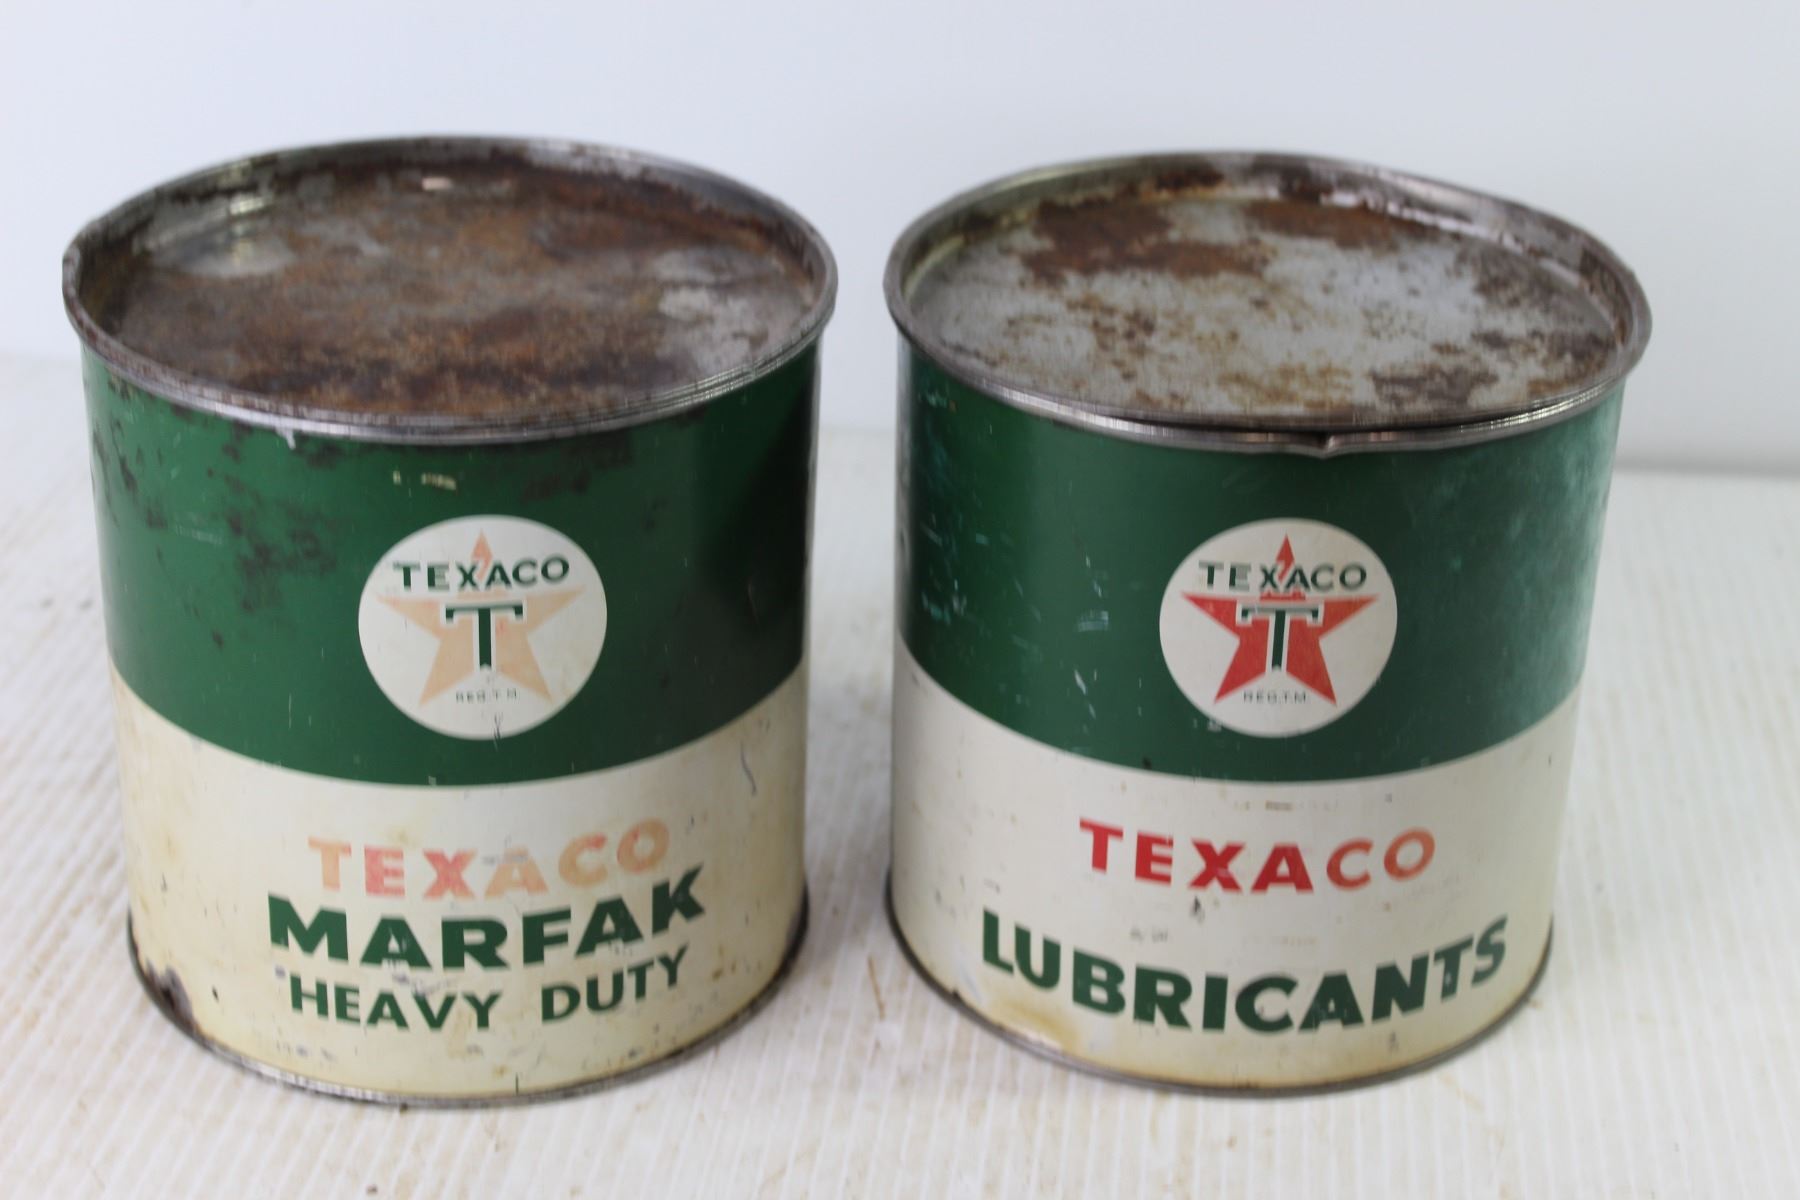 TEXACO
T
REG. T.M.
TEXACO
MARFAK
HEAVY DUTY
TEXACO
T
REG. T.M.
TEXACO
LUBRICANTS